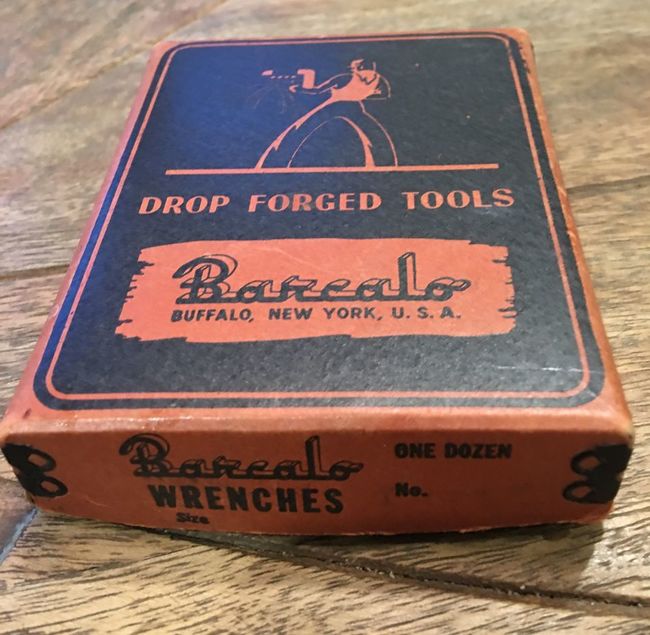 DROP FORGED TOOLS
Barcalo
BUFFALO, NEW YORK, U. S. A.
Barcalo
ONE DOZEN
WRENCHES
No.
Size